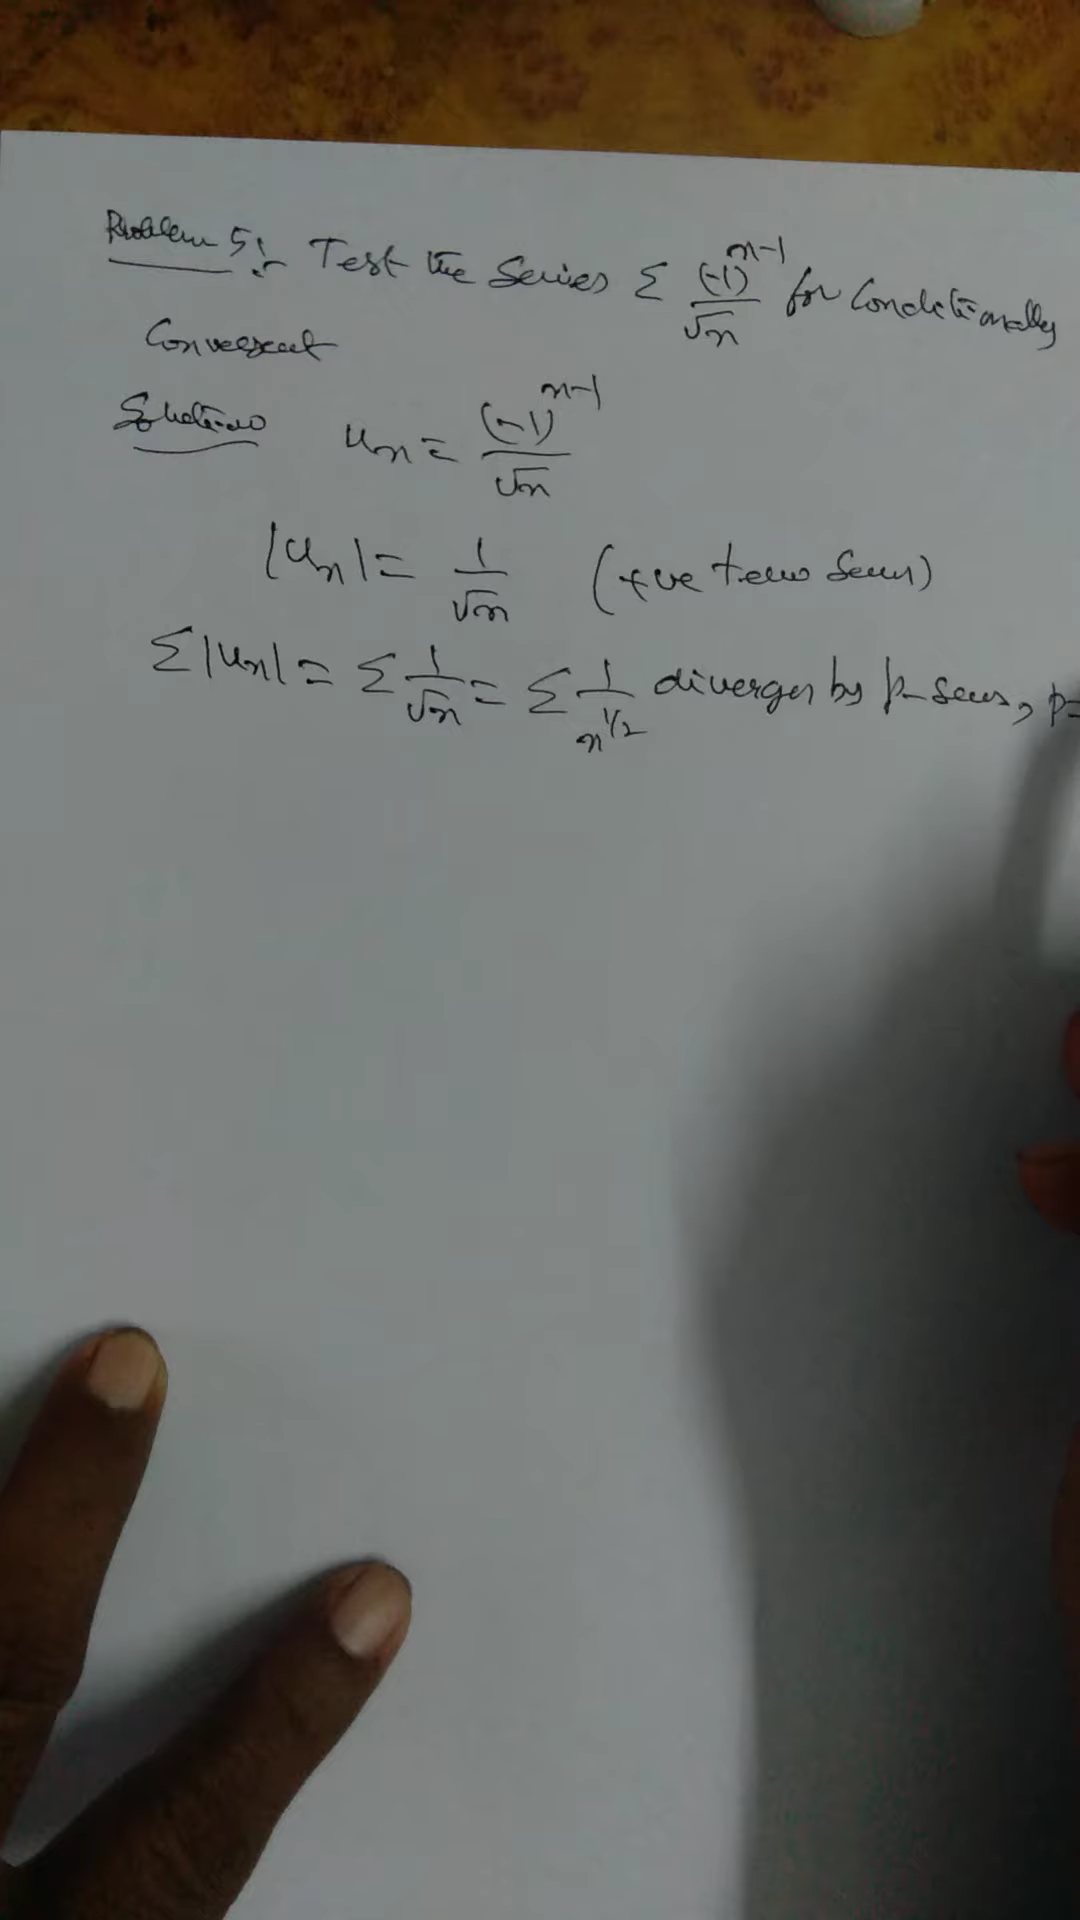 Problem 5:- Test the Series Σ (-1)^{n-1}/√n for Conditionally
Convergent
Solution u_n = (-1)^{n-1}/√n
|u_n| = 1/√n (+ve term series)
Σ|u_n| = Σ 1/√n = Σ 1/n^{1/2} diverges by p-series, p=